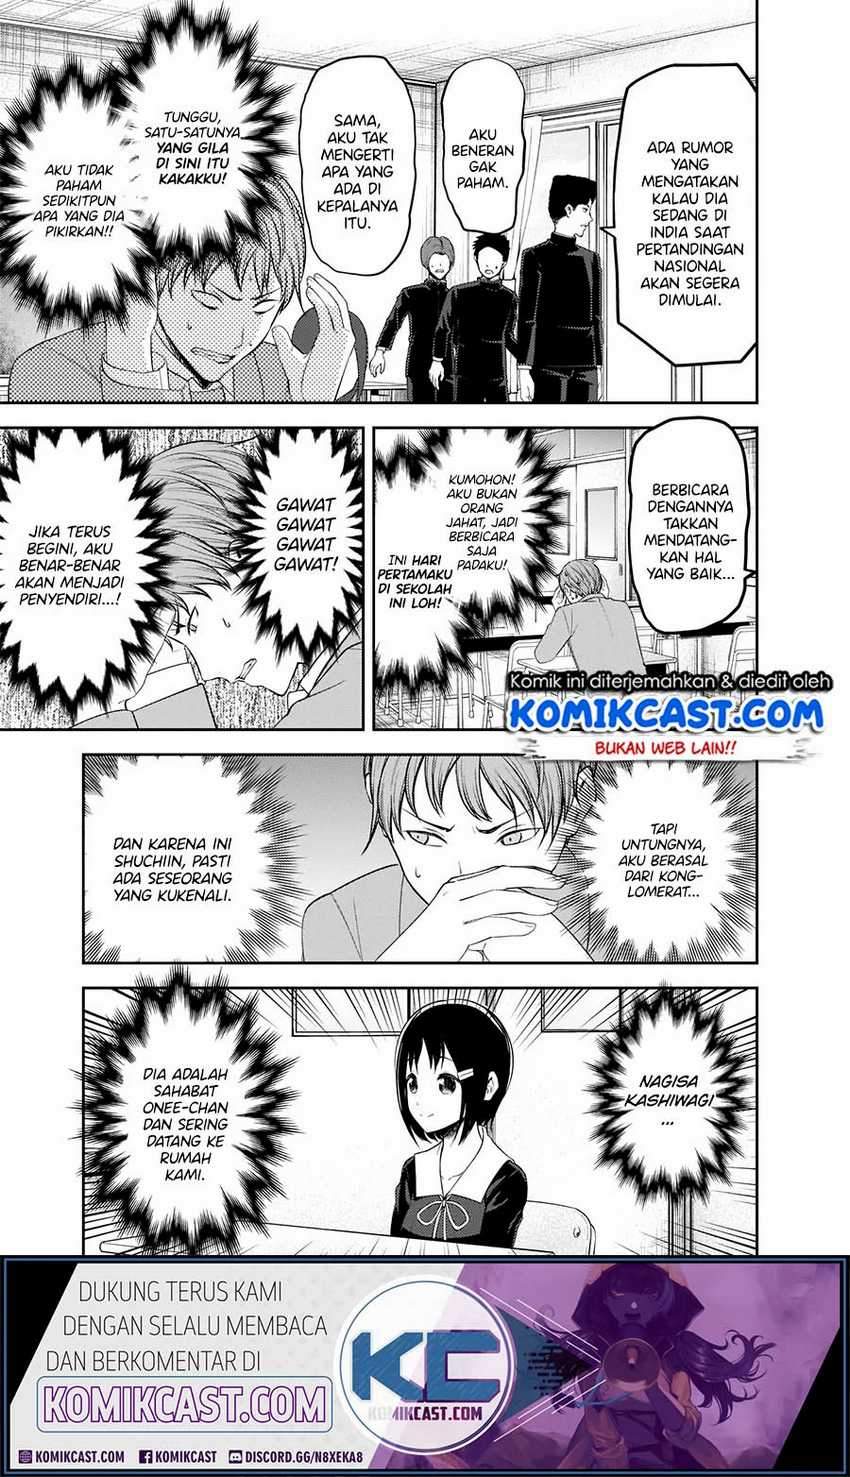 ADA RUMOR
YANG
MENGATAKAN
KALAU DIA
SEDANG DI
INDIA SAAT
PERTANDINGAN
NASIONAL
AKAN SEGERA
DIMULAI.
AKU
BENERAN
GAK
PAHAM.
SAMA,
AKU TAK
MENGERTI
APA YANG
ADA DI
KEPALANYA
ITU.
TUNGGU,
SATU-SATUNYA
YANG GILA
DI SINI ITU
KAKAKKU!
AKU TIDAK
PAHAM
SEDIKITPUN
APA YANG DIA
PIKIRKAN!!
BERBICARA
DENGANNYA
TAKKAN
MENDATANG-
KAN HAL
YANG BAIK...
KUMOHON!
AKU BUKAN
ORANG
JAHAT, JADI
BERBICARA
SAJA
PADAKU!
INI HARI
PERTAMAKU
DI SEKOLAH
INI LOH!
GAWAT
GAWAT
GAWAT
GAWAT!
JIKA TERUS
BEGINI, AKU
BENAR-BENAR
AKAN MENJADI
PENYENDIRI...!
Komik ini diterjemahkan & diedit oleh
KOMIKCAST.COM
BUKAN WEB LAIN!!
TAPI
UNTUNGNYA,
AKU BERASAL
DARI KONG-
LOMERAT...
DAN KARENA INI
SHUCHIIN, PASTI
ADA SESEORANG
YANG KUKENALI.
NAGISA
KASHIWAGI
...
DIA ADALAH
SAHABAT
ONEE-CHAN
DAN SERING
DATANG KE
RUMAH
KAMI.
DUKUNG TERUS KAMI
DENGAN SELALU MEMBACA
DAN BERKOMENTAR DI
KOMIKCAST.COM
KC
KOMIKCAST.COM
KOMIKCAST.COM
KOMIKCAST
DISCORD.GG/N8XEKA8